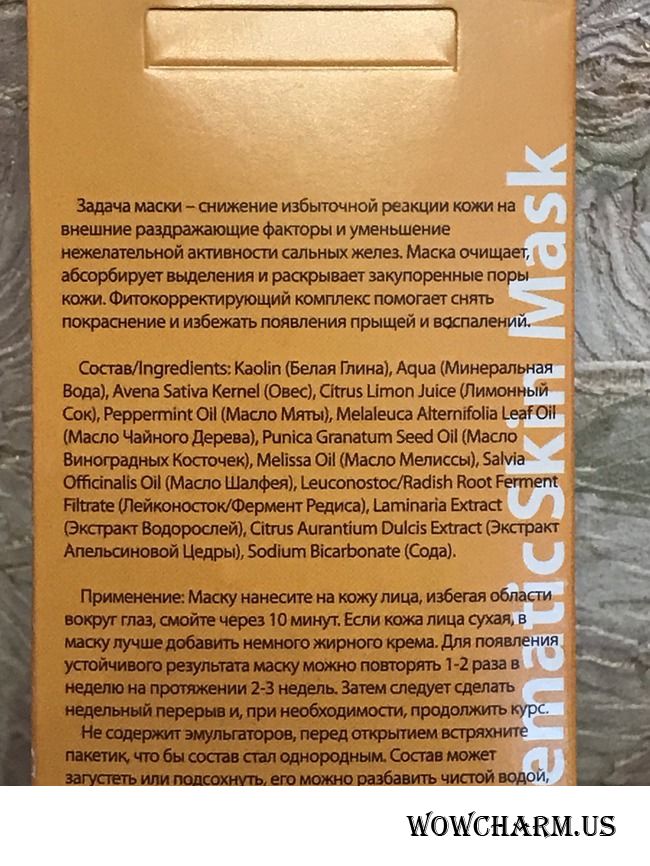 Задача маски – снижение избыточной реакции кожи на
внешние раздражающие факторы и уменьшение
нежелательной активности сальных желез. Маска очищает,
абсорбирует выделения и раскрывает закупоренные поры
кожи. Фитокорректирующий комплекс помогает снять
покраснение и избежать появления прыщей и воспалений.
Состав/Ingredients: Kaolin (Белая Глина), Aqua (Минеральная
Вода), Avena Sativa Kernel (Овес), Citrus Limon Juice (Лимонный
Сок), Peppermint Oil (Масло Мяты), Melaleuca Alternifolia Leaf Oil
(Масло Чайного Дерева), Punica Granatum Seed Oil (Масло
Виноградных Косточек), Melissa Oil (Масло Мелиссы), Salvia
Officinalis Oil (Масло Шалфея), Leuconostoc/Radish Root Ferment
Filtrate (Лейконосток/Фермент Редиса), Laminaria Extract
(Экстракт Водорослей), Citrus Aurantium Dulcis Extract (Экстракт
Апельсиновой Цедры), Sodium Bicarbonate (Сода).
Применение: Маску нанесите на кожу лица, избегая области
вокруг глаз, смойте через 10 минут. Если кожа лица сухая, в
маску лучше добавить немного жирного крема. Для появления
устойчивого результата маску можно повторять 1-2 раза в
неделю на протяжении 2-3 недель. Затем следует сделать
недельный перерыв и, при необходимости, продолжить курс.
Не содержит эмульгаторов, перед открытием встряхните
пакетик, что бы состав стал однородным. Состав может
загустеть или подсохнуть, его можно разбавить чистой водой,
ematic Skin Mask
WOWCHARM.US